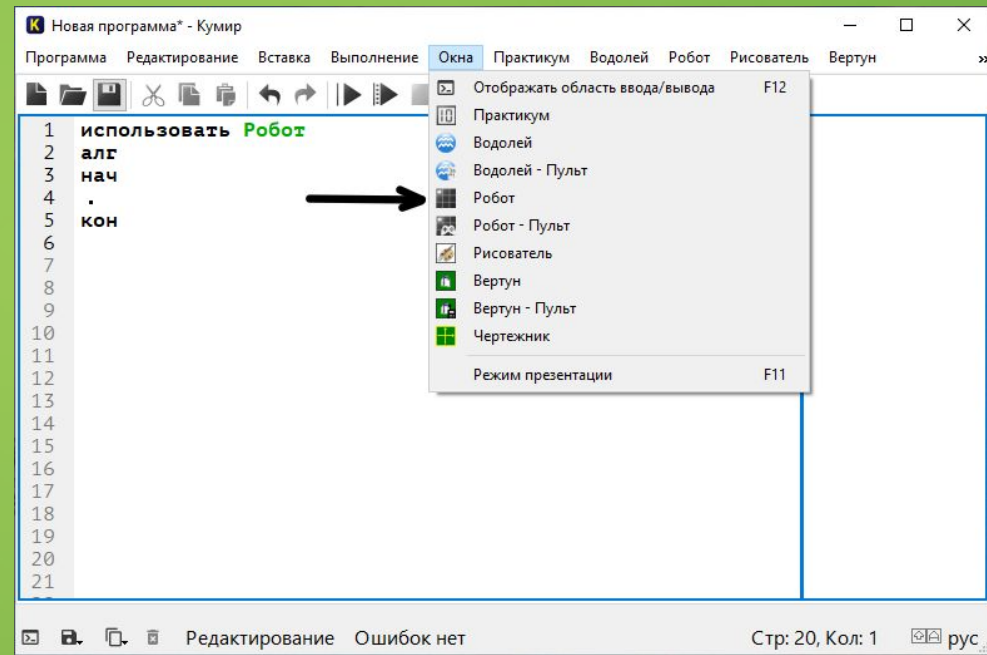 Новая программа* - Кумир
Программа Редактирование Вставка Выполнение Окна Практикум Водолей Робот Рисователь Вертун »
Отображать область ввода/вывода F12
Практикум
Водолей
Водолей - Пульт
Робот
Робот - Пульт
Рисователь
Вертун
Вертун - Пульт
Чертежник
Режим презентации F11
1 использовать Робот
2 алг
3 нач
4 .
5 кон
6
7
8
9
10
11
12
13
14
15
16
17
18
19
20
21
Редактирование Ошибок нет Стр: 20, Кол: 1 рус